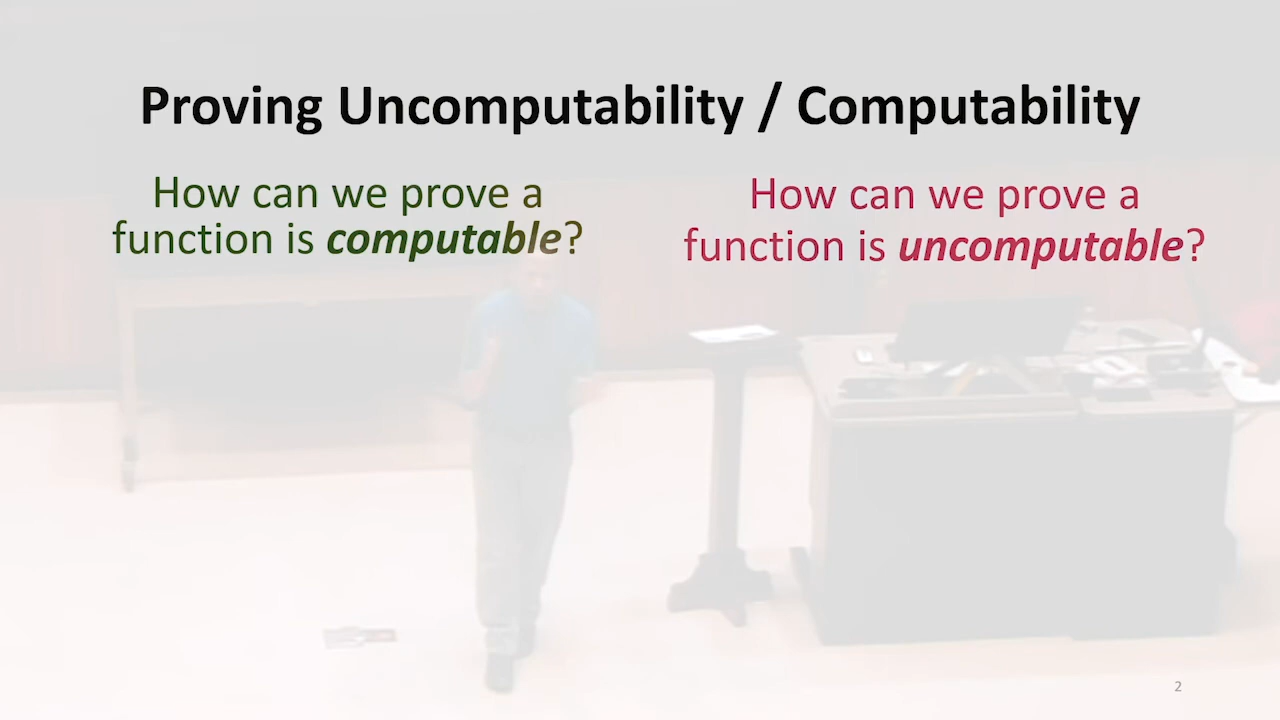 Proving Uncomputability / Computability
How can we prove a
function is computable?
How can we prove a
function is uncomputable?
2